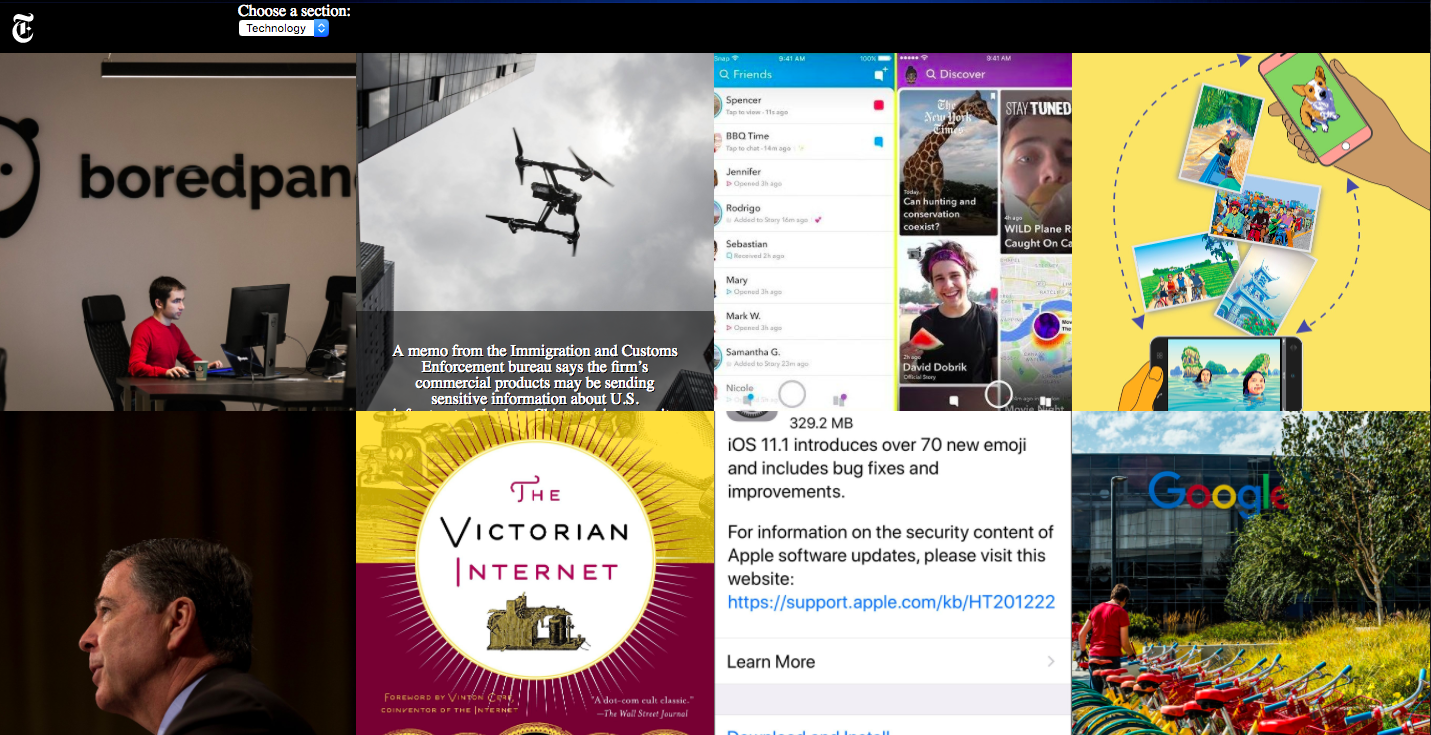 Choose a section:
Technology
boredpan
A memo from the Immigration and Customs
Enforcement bureau says the firm’s
commercial products may be sending
sensitive information about U.S.
Snap 9:41 AM 100%
Friends
Spencer
Tap to view · 11s ago
BBQ Time
Tap to chat · 14m ago
Jennifer
Opened 3h ago
Rodrigo
Added to Story 16m ago
Sebastian
Received 2h ago
Mary
Opened 3h ago
Mark W.
Opened 3h ago
Samantha G.
Added to Story 22m ago
Nicole
9:41 AM
Discover
The
New York
Times
Today
Can hunting and
conservation
coexist?
STAY TUNED
4h ago
WILD Plane R
Caught On Ca
2h ago
David Dobrik
Official Story
Movie Night
The
Victorian
Internet
Foreword by Vinton Cerf,
coinventor of the Internet
"A dot-com cult classic."
—The Wall Street Journal
329.2 MB
iOS 11.1 introduces over 70 new emoji
and includes bug fixes and
improvements.
For information on the security content of
Apple software updates, please visit this
website:
https://support.apple.com/kb/HT201222
Learn More
Download and Install
Google